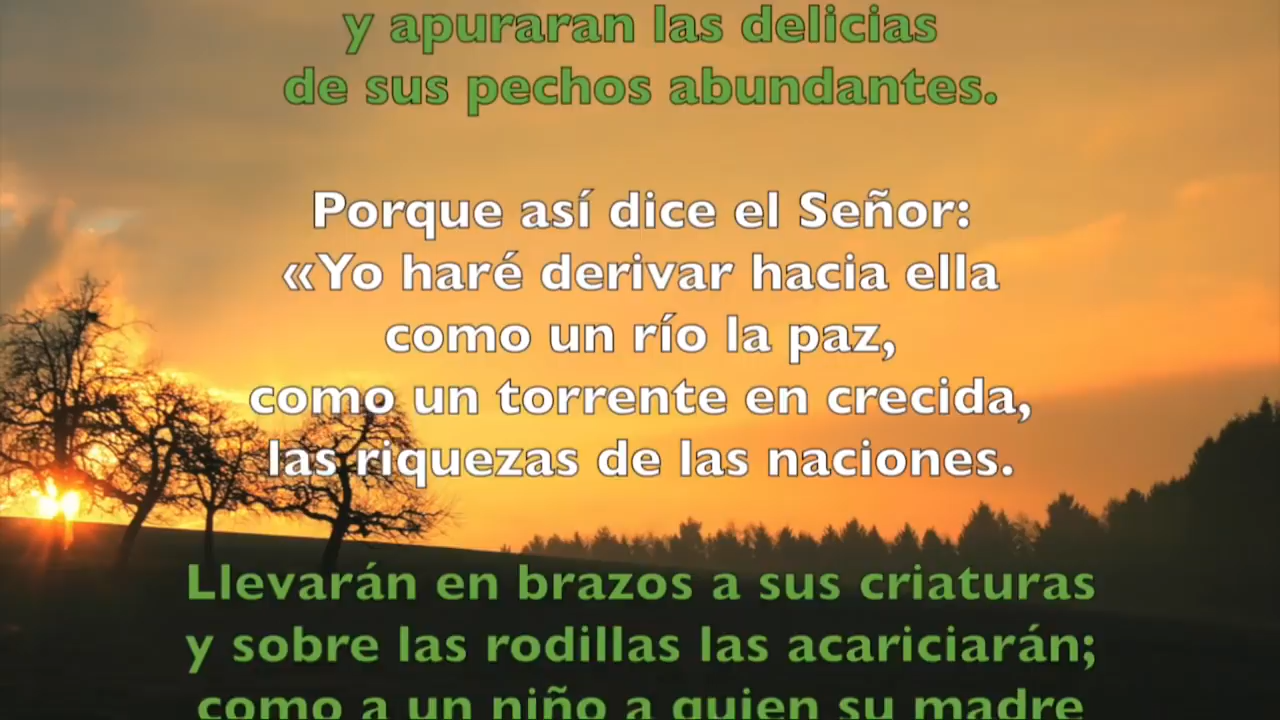 y apuraran las delicias
de sus pechos abundantes.
Porque así dice el Señor:
«Yo haré derivar hacia ella
como un río la paz,
como un torrente en crecida,
las riquezas de las naciones.
Llevarán en brazos a sus criaturas
y sobre las rodillas las acariciarán;
como a un niño a quien su madre